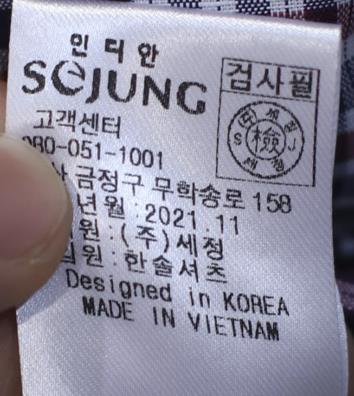 인디안
SEJUNG
검사필
檢
고객센터
080-051-1001
금정구 무학송로 158
년월 : 2021.11
원 : (주)세정
원 : 한솔셔츠
Designed in KOREA
MADE IN VIETNAM